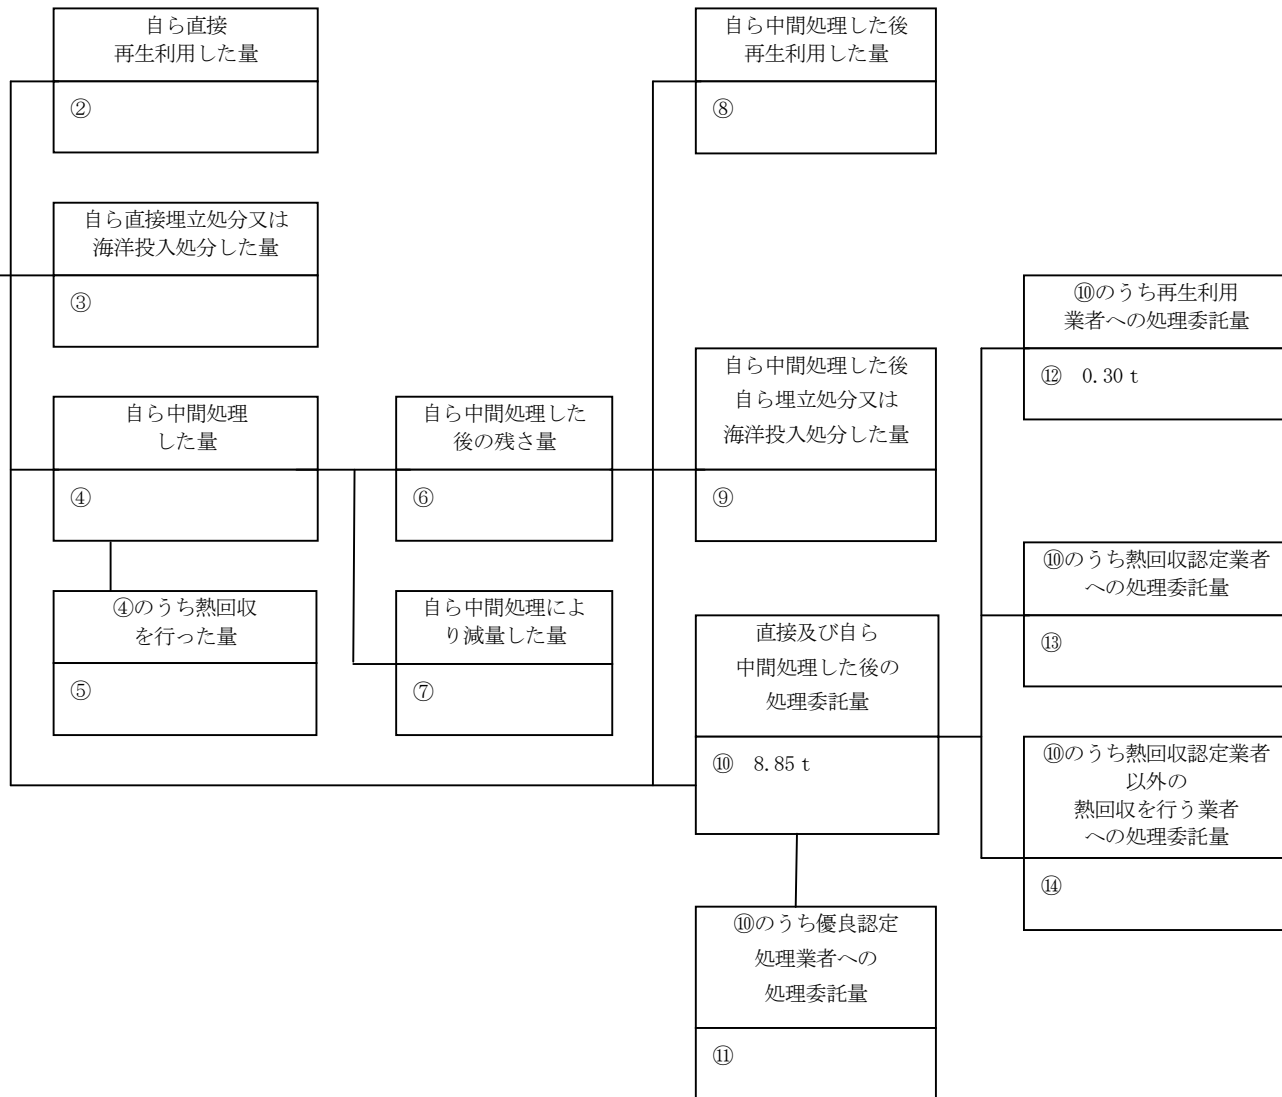 自ら直接
再生利用した量
②
自ら直接埋立処分又は
海洋投入処分した量
③
自ら中間処理
した量
④
④のうち熱回収
を行った量
⑤
自ら中間処理した
後の残さ量
⑥
自ら中間処理によ
り減量した量
⑦
自ら中間処理した後
再生利用した量
⑧
自ら中間処理した後
自ら埋立処分又は
海洋投入処分した量
⑨
直接及び自ら
中間処理した後の
処理委託量
⑩ 8.85 t
⑩のうち優良認定
処理業者への
処理委託量
⑪
⑩のうち再生利用
業者への処理委託量
⑫ 0.30 t
⑩のうち熱回収認定業者
への処理委託量
⑬
⑩のうち熱回収認定業者
以外の
熱回収を行う業者
への処理委託量
⑭